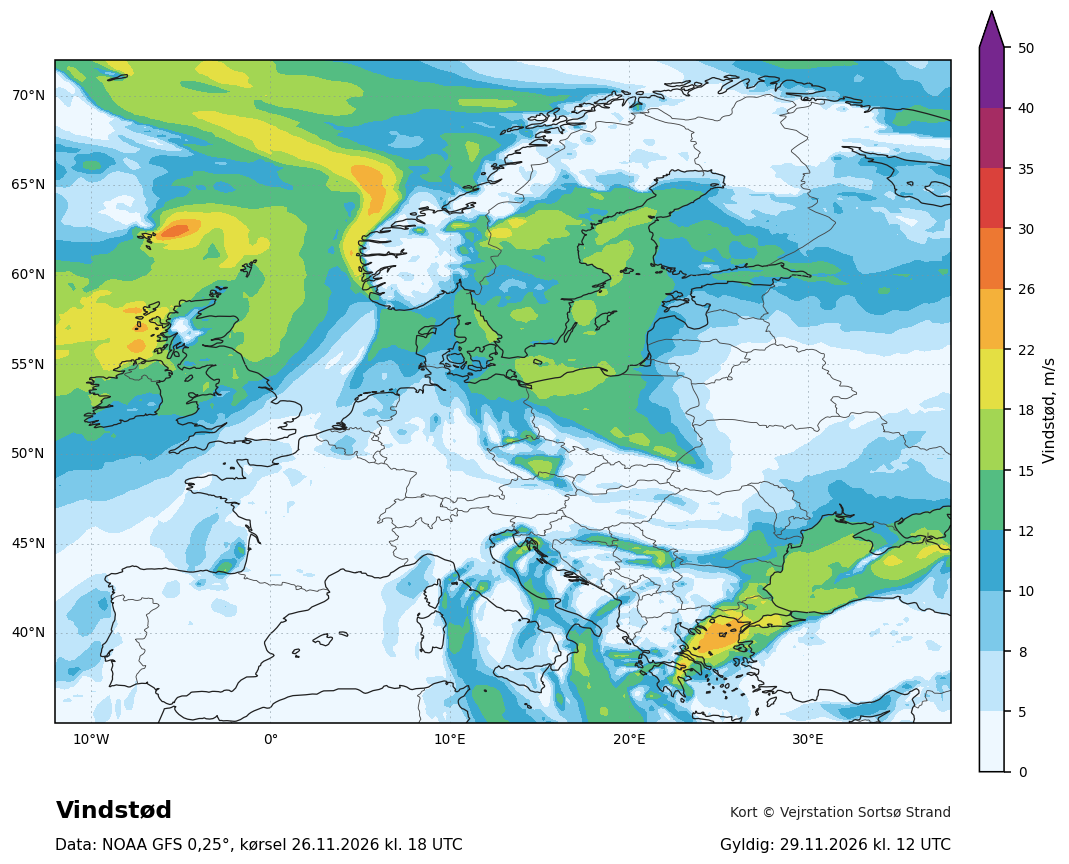 50
40
35
30
26
22
18
15
12
10
8
5
0
Vindstød, m/s
70°N
65°N
60°N
55°N
50°N
45°N
40°N
10°W
0°
10°E
20°E
30°E
Vindstød
Kort © Vejrstation Sortsø Strand
Data: NOAA GFS 0,25°, kørsel 26.11.2026 kl. 18 UTC
Gyldig: 29.11.2026 kl. 12 UTC